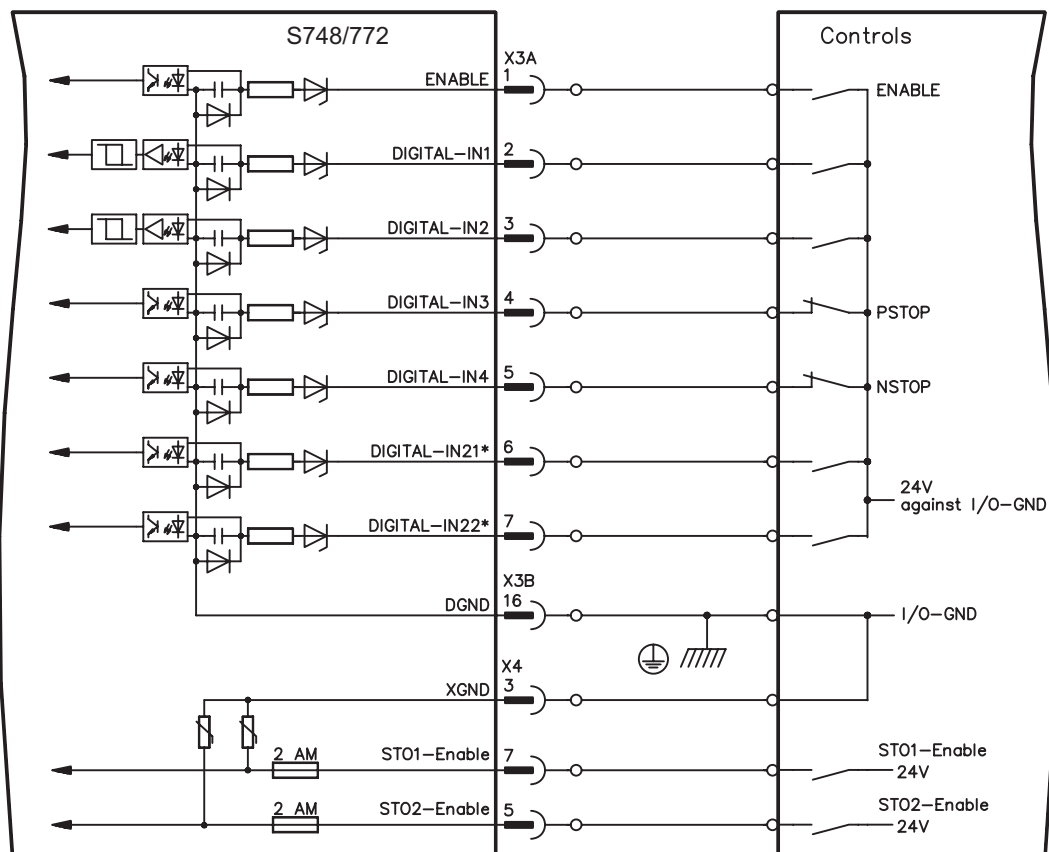 S748/772
Controls
X3A
ENABLE
1
ENABLE
DIGITAL-IN1
2
DIGITAL-IN2
3
DIGITAL-IN3
4
PSTOP
DIGITAL-IN4
5
NSTOP
DIGITAL-IN21*
6
24V
against I/O-GND
DIGITAL-IN22*
7
X3B
DGND
16
I/O-GND
X4
XGND
3
2 AM
STO1-Enable
7
STO1-Enable
24V
2 AM
STO2-Enable
5
STO2-Enable
24V